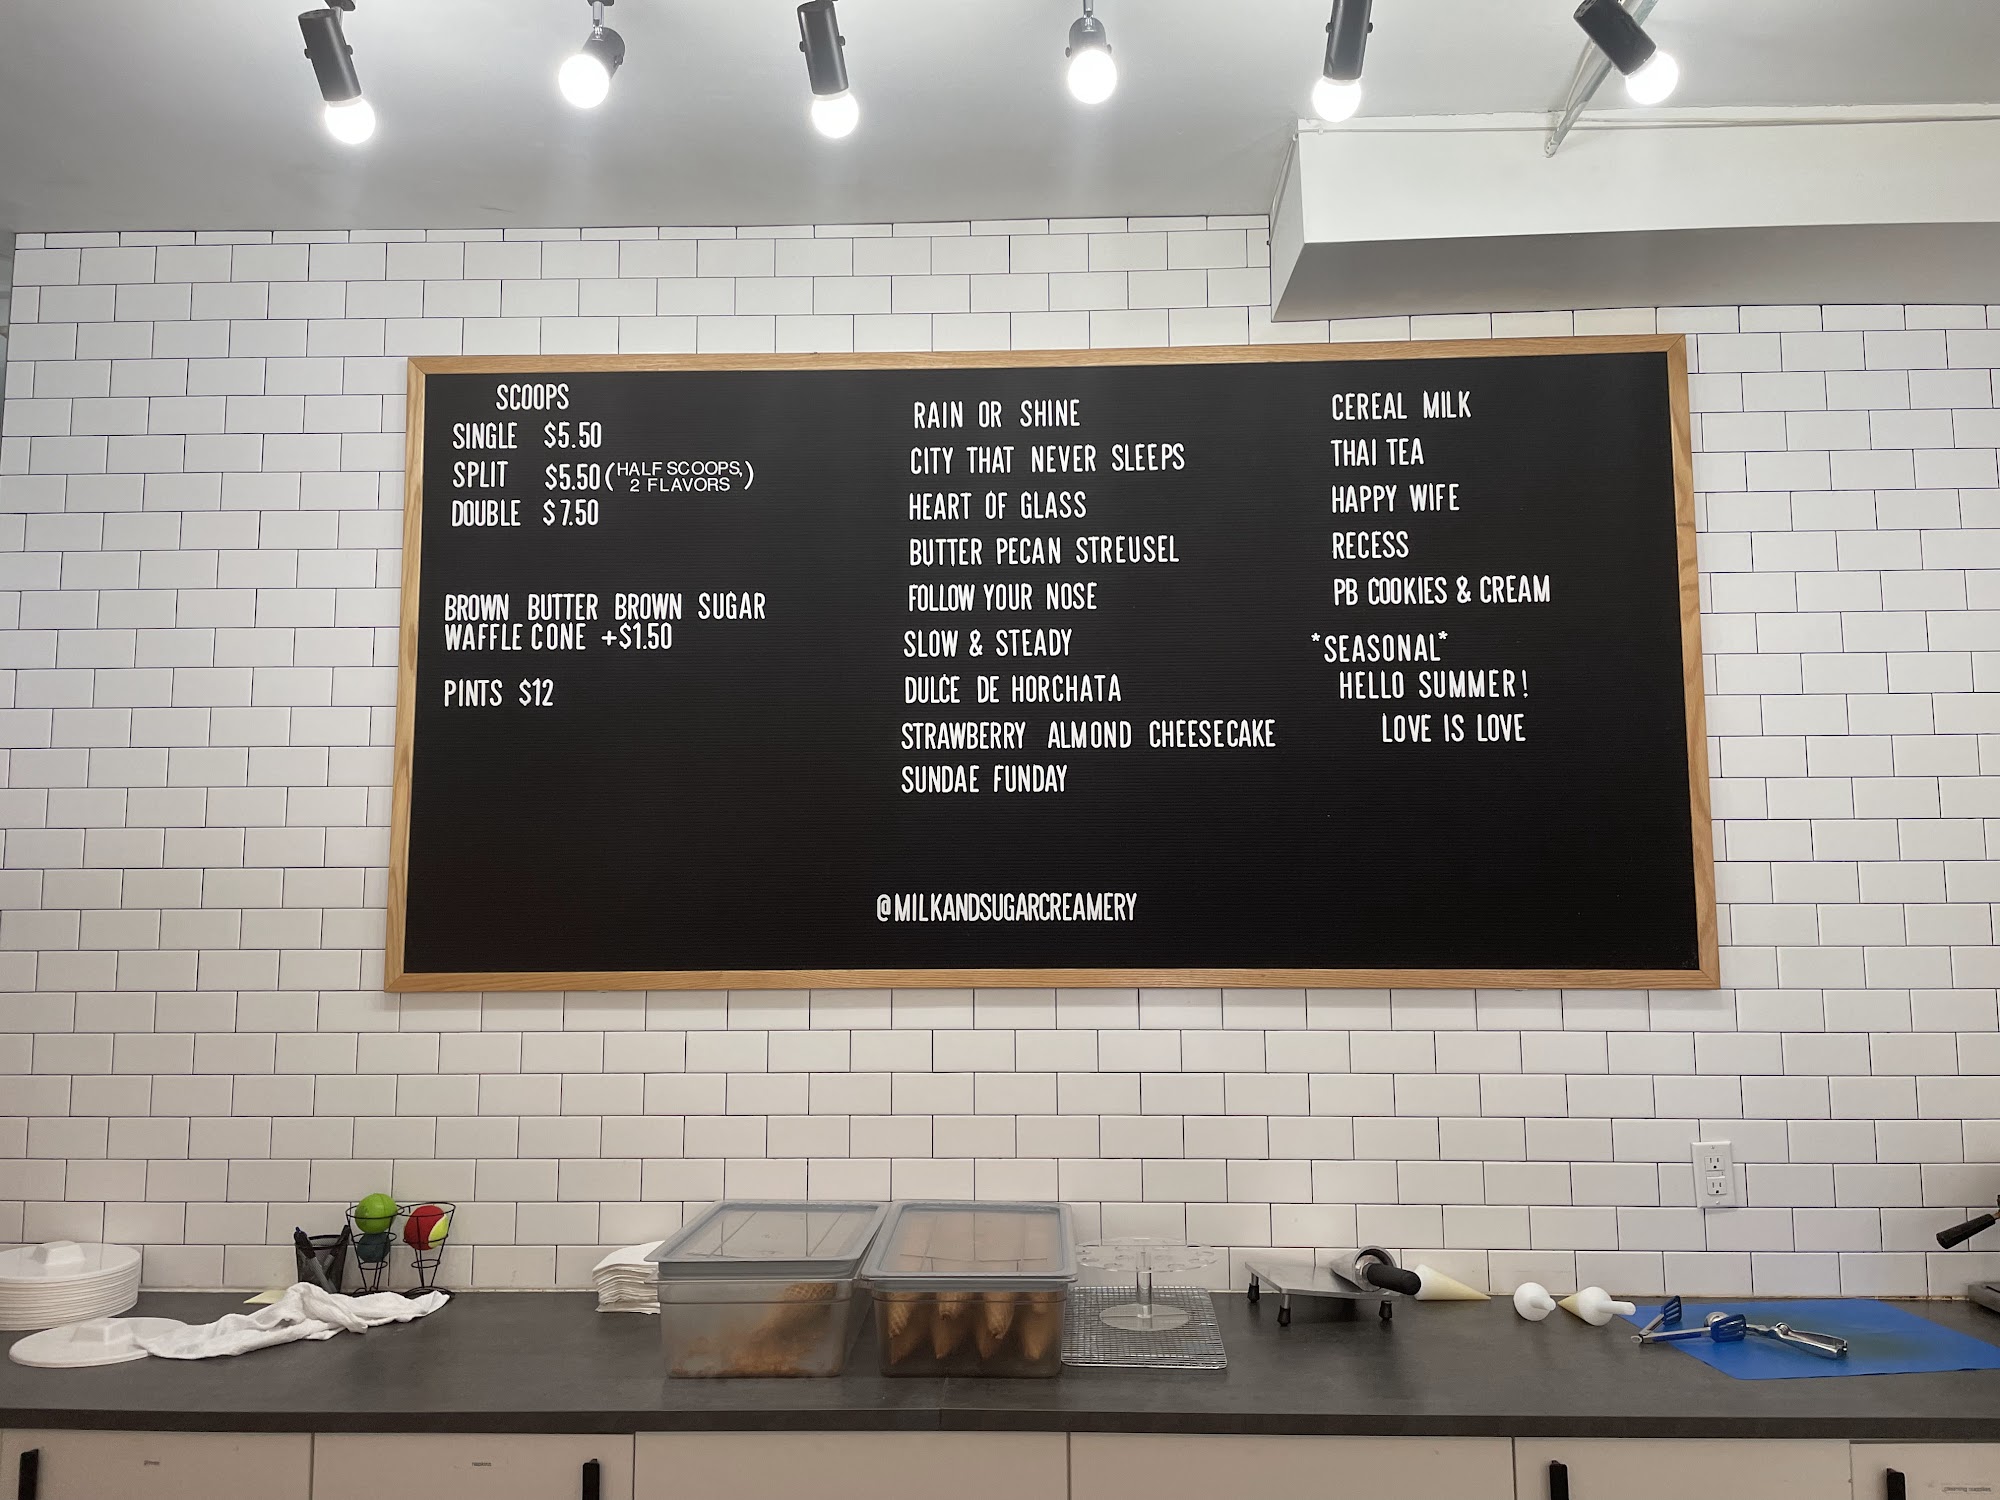 SCOOPS
SINGLE $5.50
SPLIT $5.50 (HALF SCOOPS, 2 FLAVORS)
DOUBLE $7.50
BROWN BUTTER BROWN SUGAR
WAFFLE CONE +$1.50
PINTS $12
RAIN OR SHINE
CITY THAT NEVER SLEEPS
HEART OF GLASS
BUTTER PECAN STREUSEL
FOLLOW YOUR NOSE
SLOW & STEADY
DULCE DE HORCHATA
STRAWBERRY ALMOND CHEESECAKE
SUNDAE FUNDAY
CEREAL MILK
THAI TEA
HAPPY WIFE
RECESS
PB COOKIES & CREAM
*SEASONAL*
HELLO SUMMER!
LOVE IS LOVE
@MILKANDSUGARCREAMERY